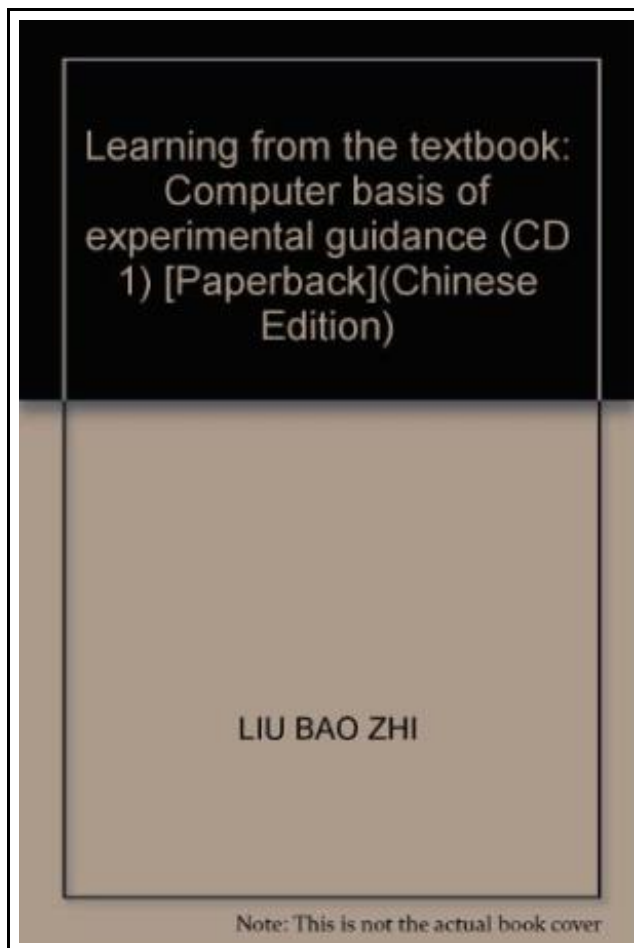 Learning from the textbook:
Computer basis of
experimental guidance (CD
1) [Paperback](Chinese
Edition)
LIU BAO ZHI
Note: This is not the actual book cover